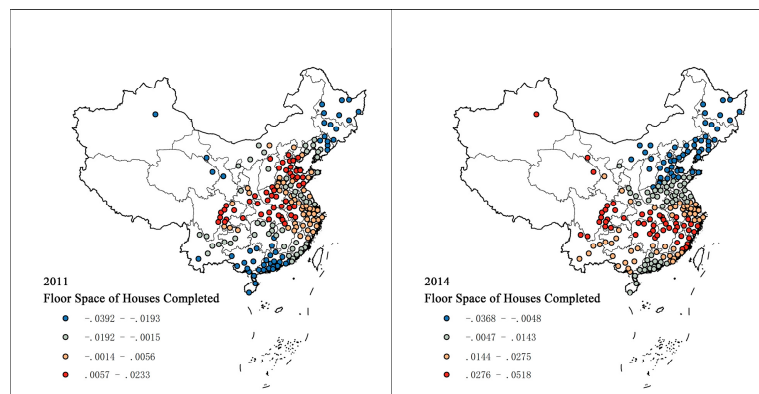 2011
Floor Space of Houses Completed
-.0392 - -.0193
-.0192 - -.0015
-.0014 - .0056
.0057 - .0233
2014
Floor Space of Houses Completed
-.0368 - -.0048
-.0047 - .0143
.0144 - .0275
.0276 - .0518